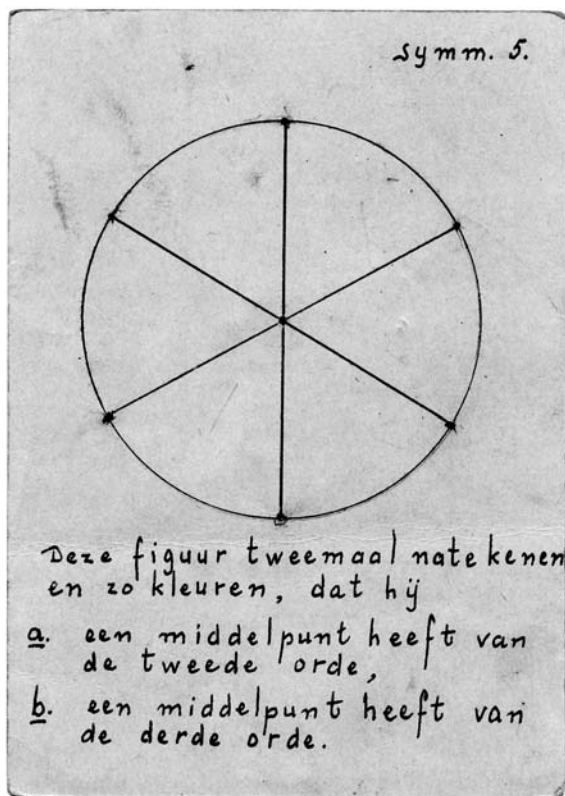 symm. 5.
Deze figuur tweemaal natekenen
en zo kleuren, dat hij
a. een middelpunt heeft van
de tweede orde,
b. een middelpunt heeft van
de derde orde.